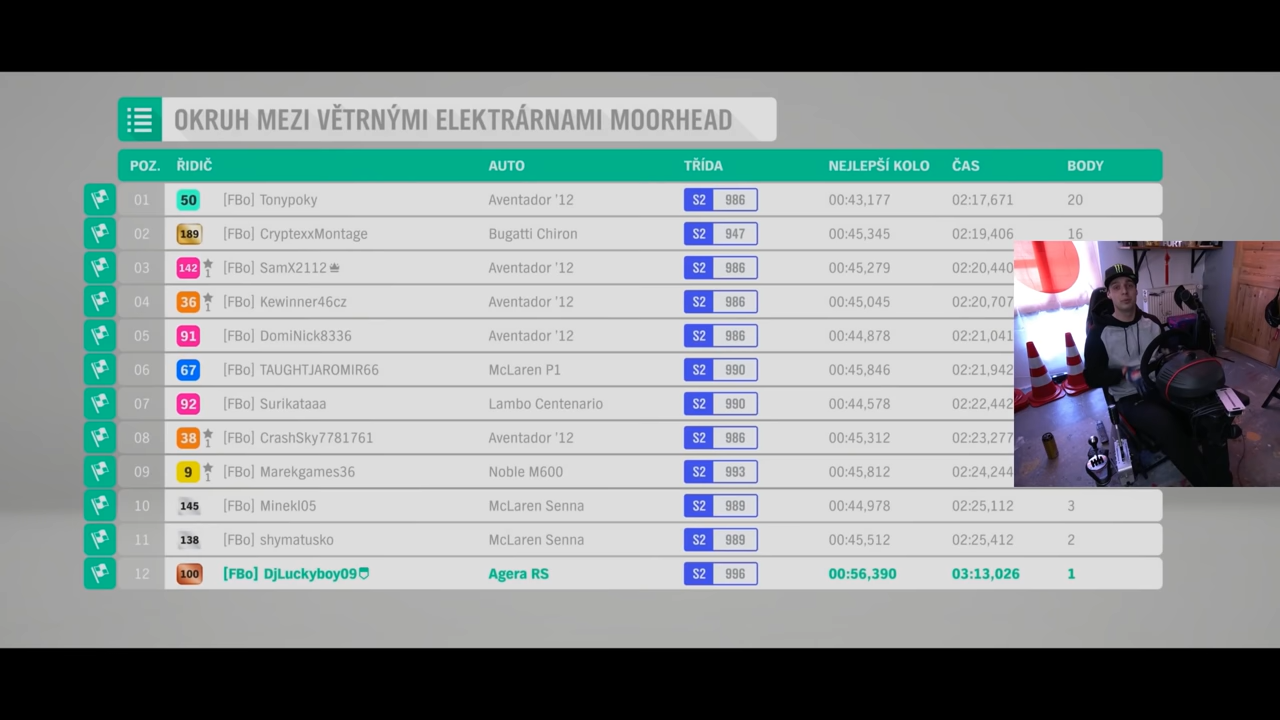 OKRUH MEZI VĚTRNÝMI ELEKTRÁRNAMI MOORHEAD
POZ. ŘIDIČ AUTO TŘÍDA NEJLEPŠÍ KOLO ČAS BODY
01 50 [FBo] Tonypoky Aventador '12 S2 986 00:43,177 02:17,671 20
02 189 [FBo] CryptexxMontage Bugatti Chiron S2 947 00:45,345 02:19,406 16
03 142 1 [FBo] SamX2112 Aventador '12 S2 986 00:45,279 02:20,440
04 36 1 [FBo] Kewinner46cz Aventador '12 S2 986 00:45,045 02:20,707
05 91 [FBo] DomiNick8336 Aventador '12 S2 986 00:44,878 02:21,041
06 67 [FBo] TAUGHTJAROMIR66 McLaren P1 S2 990 00:45,846 02:21,942
07 92 [FBo] Surikataaa Lambo Centenario S2 990 00:44,578 02:22,442
08 38 1 [FBo] CrashSky7781761 Aventador '12 S2 986 00:45,312 02:23,277
09 9 1 [FBo] Marekgames36 Noble M600 S2 993 00:45,812 02:24,244
10 145 [FBo] Minekl05 McLaren Senna S2 989 00:44,978 02:25,112 3
11 138 [FBo] shymatusko McLaren Senna S2 989 00:45,512 02:25,412 2
12 100 [FBo] DjLuckyboy09 Agera RS S2 996 00:56,390 03:13,026 1